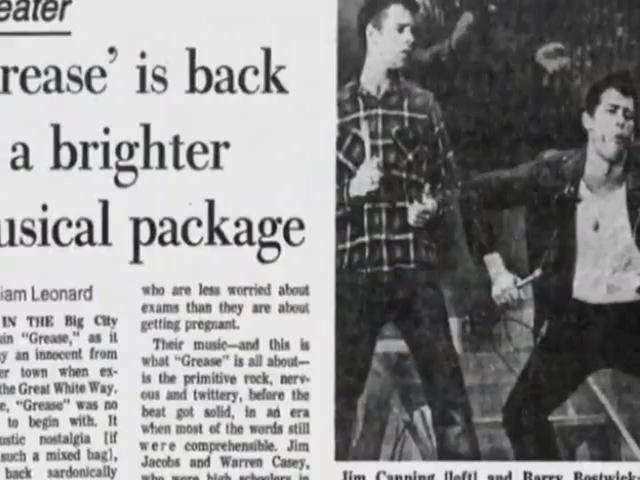 eater
rease' is back
a brighter
usical package
iam Leonard
IN THE Big City
in "Grease," as it
y an innocent from
er town when ex-
the Great White Way.
e, "Grease" was no
to begin with. It
ustic nostalgia [if
such a mixed bag],
back sardonically
who are less worried about
exams than they are about
getting pregnant.
Their music—and this is
what "Grease" is all about—
is the primitive rock, nerv-
ous and twittery, before the
beat got solid, in an era
when most of the words still
were comprehensible. Jim
Jacobs and Warren Casey,
who were high schoolers in
Jim Canning [left] and Barry Bostwick